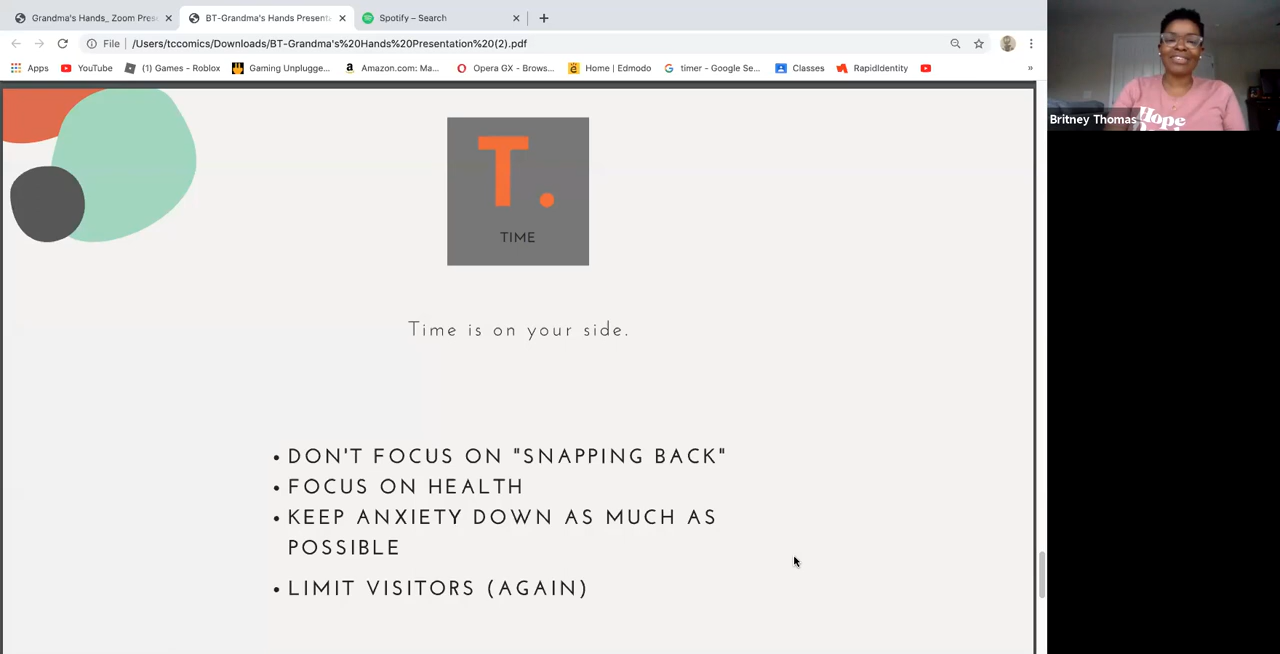 Grandma's Hands_ Zoom Pres
BT-Grandma's Hands Present
Spotify – Search
File
/Users/tccomics/Downloads/BT-Grandma's%20Hands%20Presentation%20(2).pdf
Apps
YouTube
(1) Games - Roblox
Gaming Unplugge...
Amazon.com: Ma...
Opera GX - Brows...
Home | Edmodo
timer - Google Se...
Classes
RapidIdentity
»
Britney Thomas
Hope
T.
TIME
Time is on your side.
• DON'T FOCUS ON "SNAPPING BACK"
• FOCUS ON HEALTH
• KEEP ANXIETY DOWN AS MUCH AS
POSSIBLE
• LIMIT VISITORS (AGAIN)